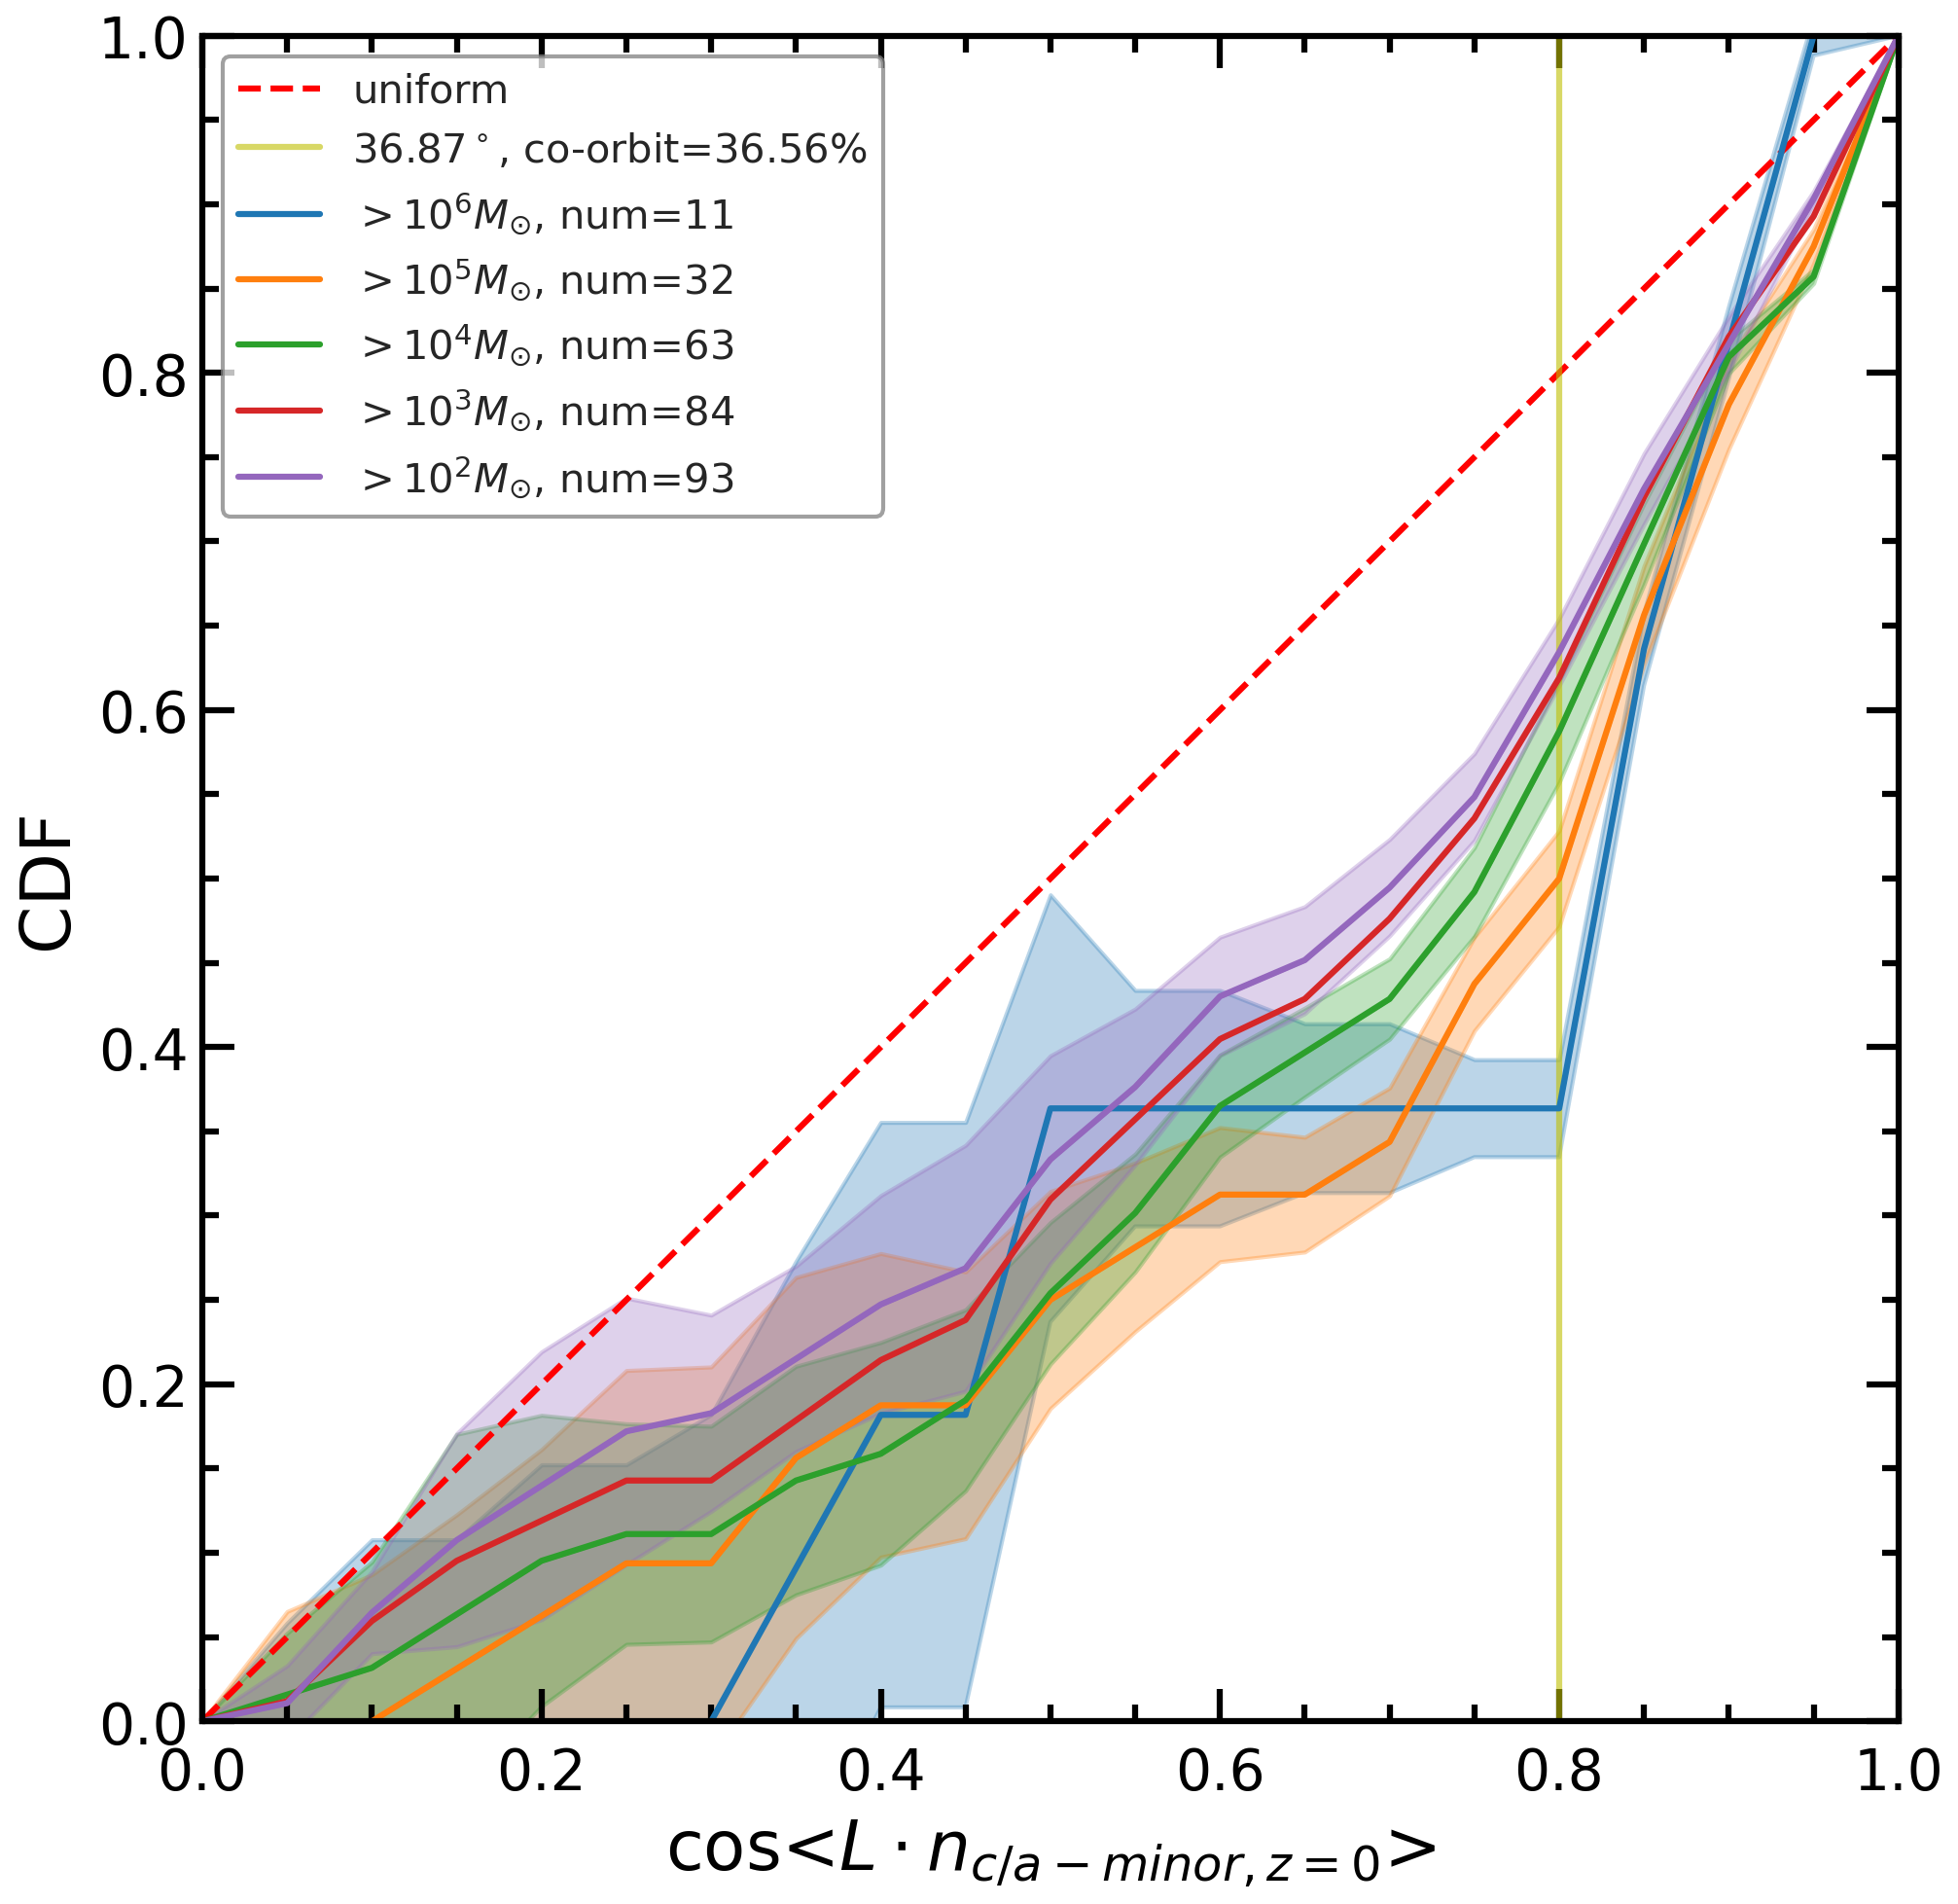 1.0
0.8
0.6
0.4
0.2
0.0
CDF
uniform
36.87°, co-orbit=36.56%
>10⁶M⊙, num=11
>10⁵M⊙, num=32
>10⁴M⊙, num=63
>10³M⊙, num=84
>10²M⊙, num=93
0.0 0.2 0.4 0.6 0.8 1.0
cos<L · n_{c/a − minor, z = 0}>